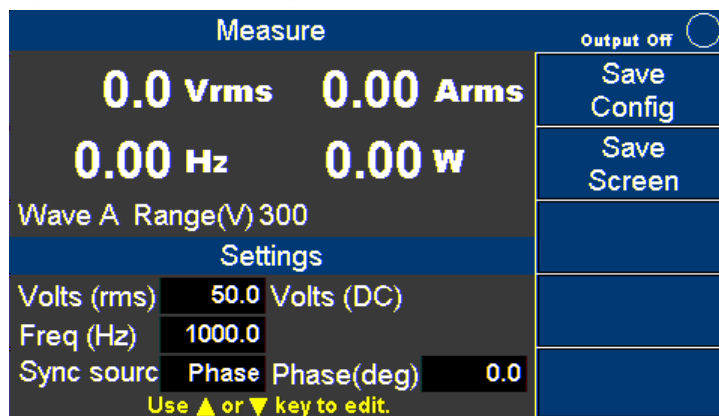 Measure
Output Off
0.0 Vrms 0.00 Arms
Save
Config
0.00 Hz 0.00 W
Save
Screen
Wave A Range(V) 300
Settings
Volts (rms) 50.0 Volts (DC)
Freq (Hz) 1000.0
Sync sourc Phase Phase(deg) 0.0
Use ▲ or ▼ key to edit.